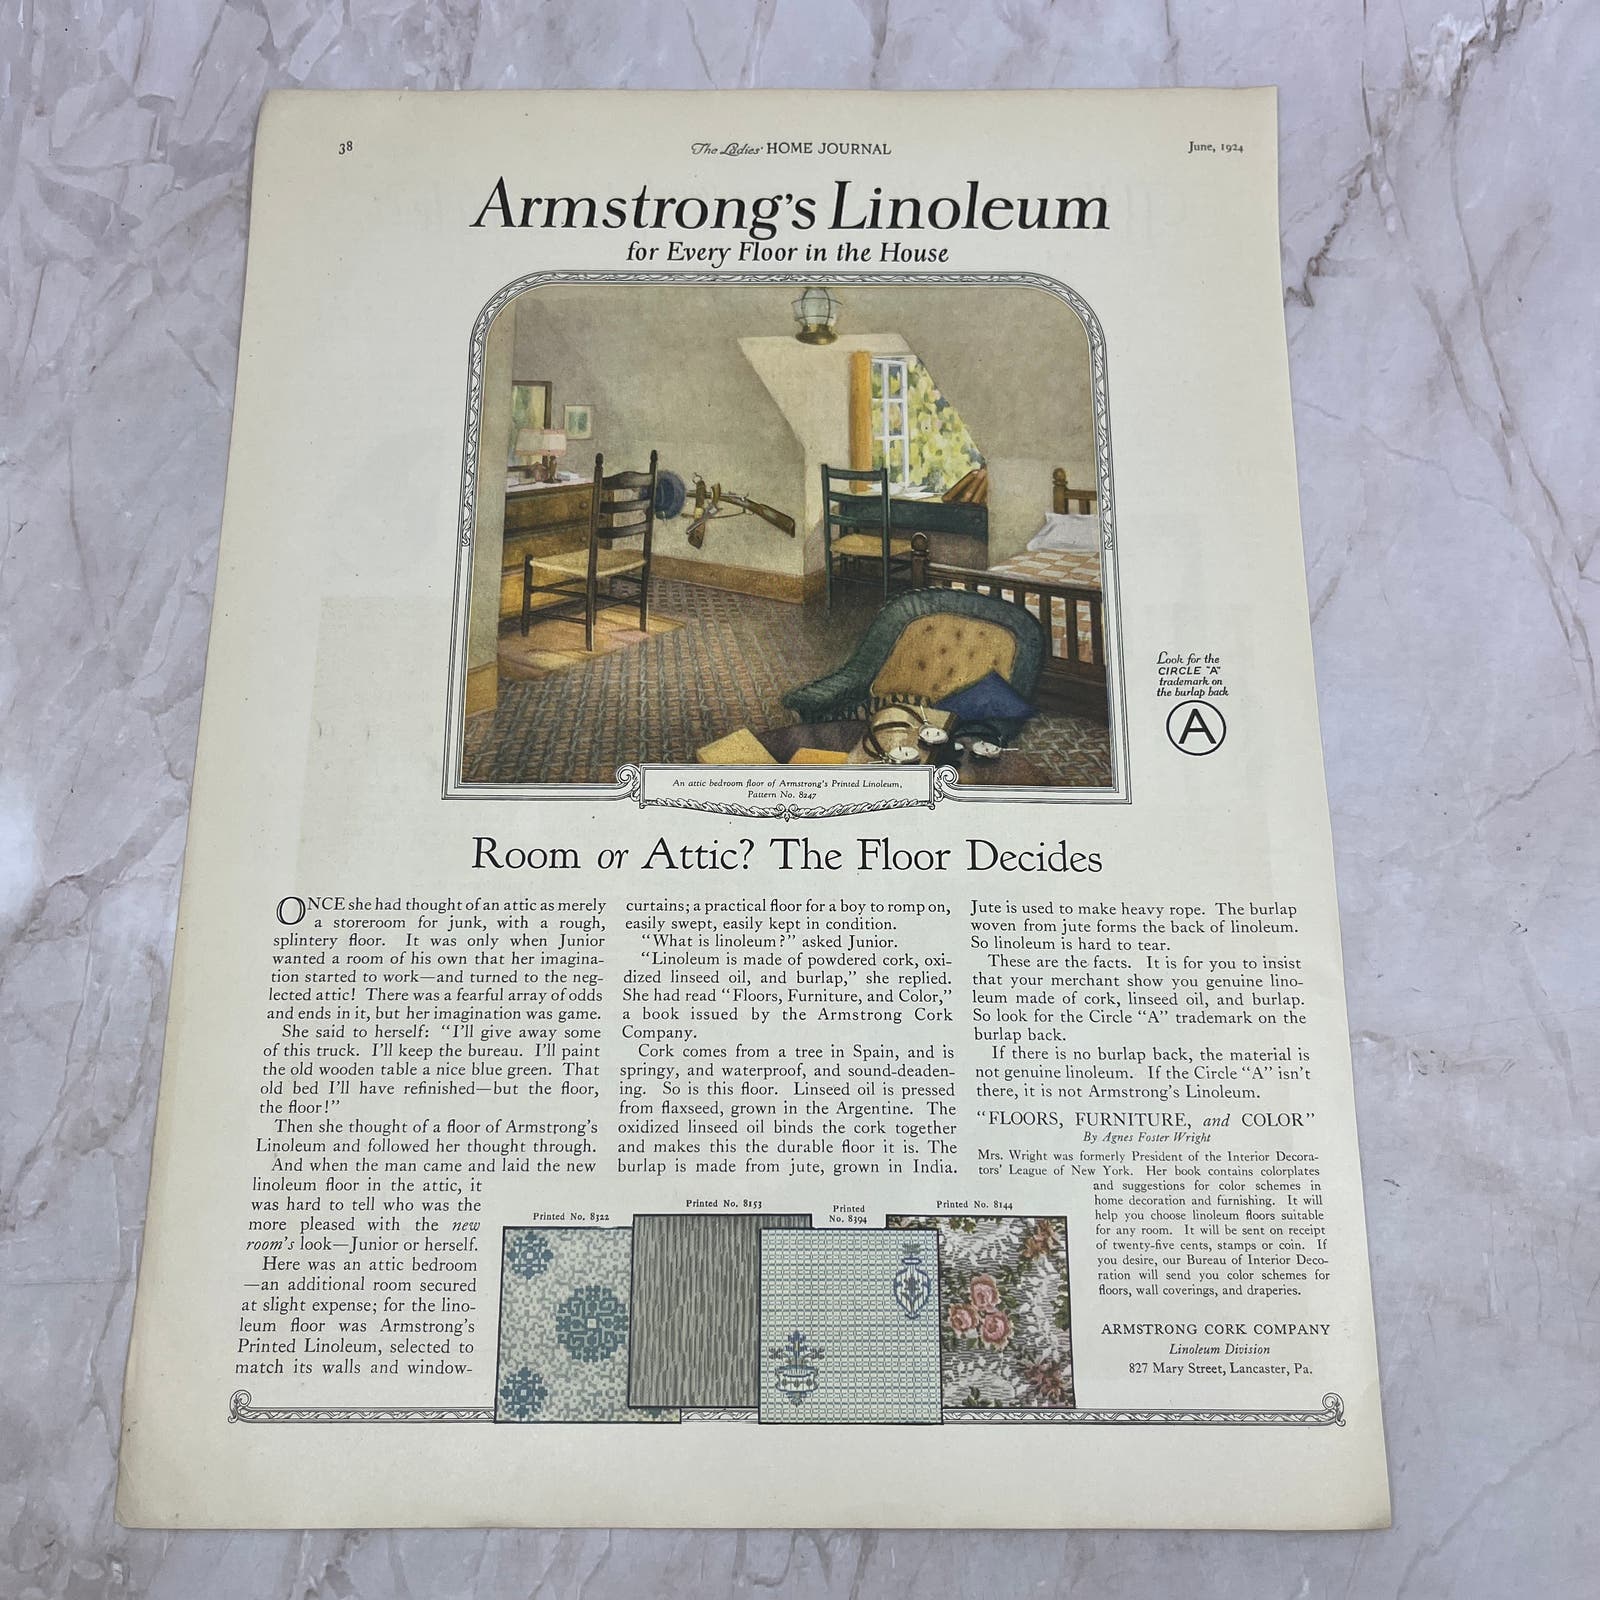 38
The Ladies' HOME JOURNAL
June, 1924
Armstrong's Linoleum
for Every Floor in the House
Look for the
CIRCLE "A"
trademark on
the burlap back
A
An attic bedroom floor of Armstrong's Printed Linoleum,
Pattern No. 8247
Room or Attic? The Floor Decides
ONCE she had thought of an attic as merely
a storeroom for junk, with a rough,
splintery floor. It was only when Junior
wanted a room of his own that her imagina-
tion started to work—and turned to the neg-
lected attic! There was a fearful array of odds
and ends in it, but her imagination was game.
She said to herself: "I'll give away some
of this truck. I'll keep the bureau. I'll paint
the old wooden table a nice blue green. That
old bed I'll have refinished—but the floor,
the floor!"
Then she thought of a floor of Armstrong's
Linoleum and followed her thought through.
And when the man came and laid the new
linoleum floor in the attic, it
was hard to tell who was the
more pleased with the new
room's look—Junior or herself.
Here was an attic bedroom
—an additional room secured
at slight expense; for the lino-
leum floor was Armstrong's
Printed Linoleum, selected to
match its walls and window-
curtains; a practical floor for a boy to romp on,
easily swept, easily kept in condition.
"What is linoleum?" asked Junior.
"Linoleum is made of powdered cork, oxi-
dized linseed oil, and burlap," she replied.
She had read "Floors, Furniture, and Color,"
a book issued by the Armstrong Cork
Company.
Cork comes from a tree in Spain, and is
springy, and waterproof, and sound-deaden-
ing. So is this floor. Linseed oil is pressed
from flaxseed, grown in the Argentine. The
oxidized linseed oil binds the cork together
and makes this the durable floor it is. The
burlap is made from jute, grown in India.
Jute is used to make heavy rope. The burlap
woven from jute forms the back of linoleum.
So linoleum is hard to tear.
These are the facts. It is for you to insist
that your merchant show you genuine lino-
leum made of cork, linseed oil, and burlap.
So look for the Circle "A" trademark on the
burlap back.
If there is no burlap back, the material is
not genuine linoleum. If the Circle "A" isn't
there, it is not Armstrong's Linoleum.
"FLOORS, FURNITURE, and COLOR"
By Agnes Foster Wright
Mrs. Wright was formerly President of the Interior Decora-
tors' League of New York. Her book contains colorplates
and suggestions for color schemes in
home decoration and furnishing. It will
help you choose linoleum floors suitable
for any room. It will be sent on receipt
of twenty-five cents, stamps or coin. If
you desire, our Bureau of Interior Deco-
ration will send you color schemes for
floors, wall coverings, and draperies.
ARMSTRONG CORK COMPANY
Linoleum Division
827 Mary Street, Lancaster, Pa.
Printed No. 8322
Printed No. 8153
Printed
No. 8394
Printed No. 8144